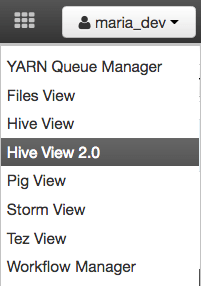 maria_dev
YARN Queue Manager
Files View
Hive View
Hive View 2.0
Pig View
Storm View
Tez View
Workflow Manager